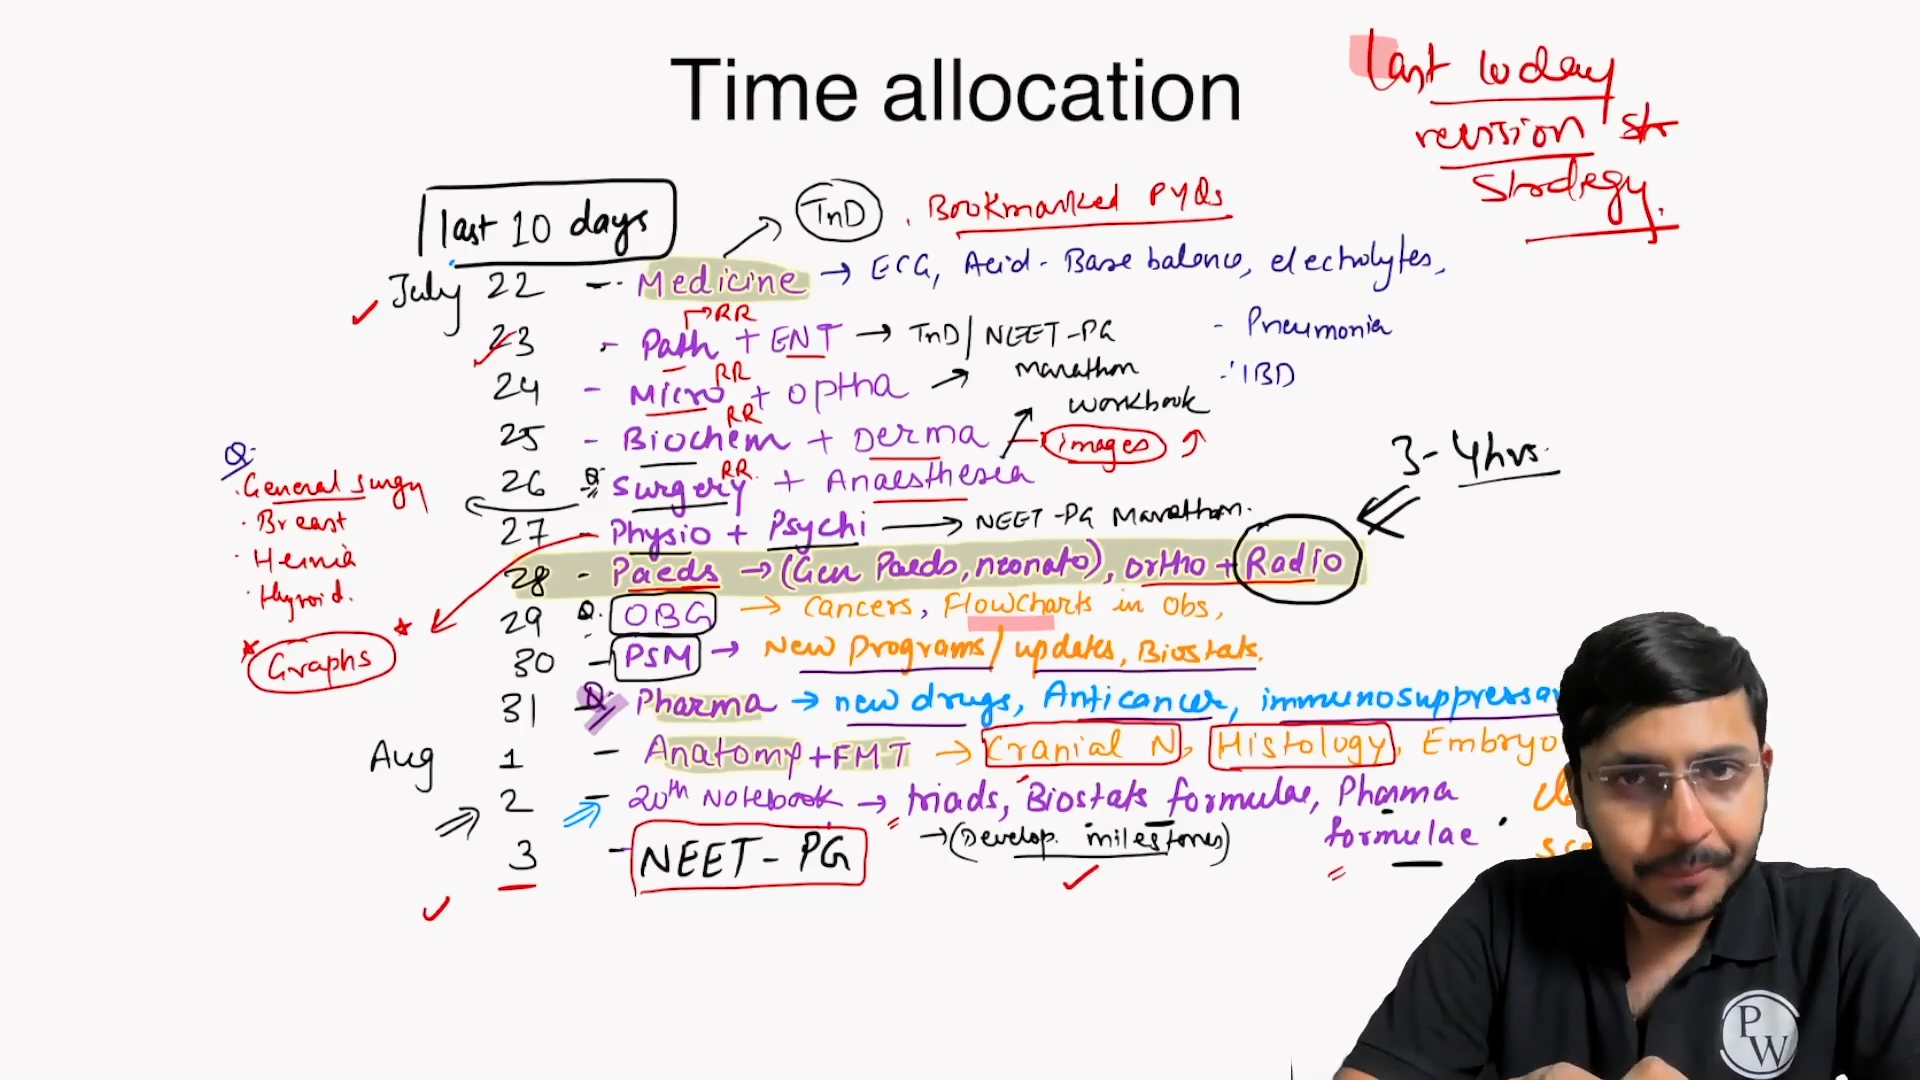 Time allocation
last 10 day
revision str
strategy.
last 10 days
TnD
. Bookmarked PYQs
July 22 - Medicine → ECG, Acid-Base balance, electrolytes,
RR
23 - Path + ENT → TnD/NEET-PG
marathon
- Pneumonia
- IBD
RR
24 - Micro + optha →
workbook
RR
25 - Biochem + Derma - images
RR
26 Q surgery + Anaesthesia
27 - Physio + Psychi → NEET-PG Marathon.
3-4hrs.
28 - Paeds → (Gen Paeds, neonato), ortho + Radio
29 Q. OBG → Cancers, Flowcharts in Obs,
30 - PSM → New Programs/updates, Biostats.
31 Q. Pharma → new drugs, Anticancer, immunosuppressa
Aug 1 - Anatomy + FMT → Cranial N, Histology, Embryo
2 - 20th Notebook → triads, Biostats formulae, Pharma
formulae
→ (Develop. milestones)
3 - NEET-PG
Q.
. General surgy
. Breast
. Hernia
. thyroid.
Graphs
PW